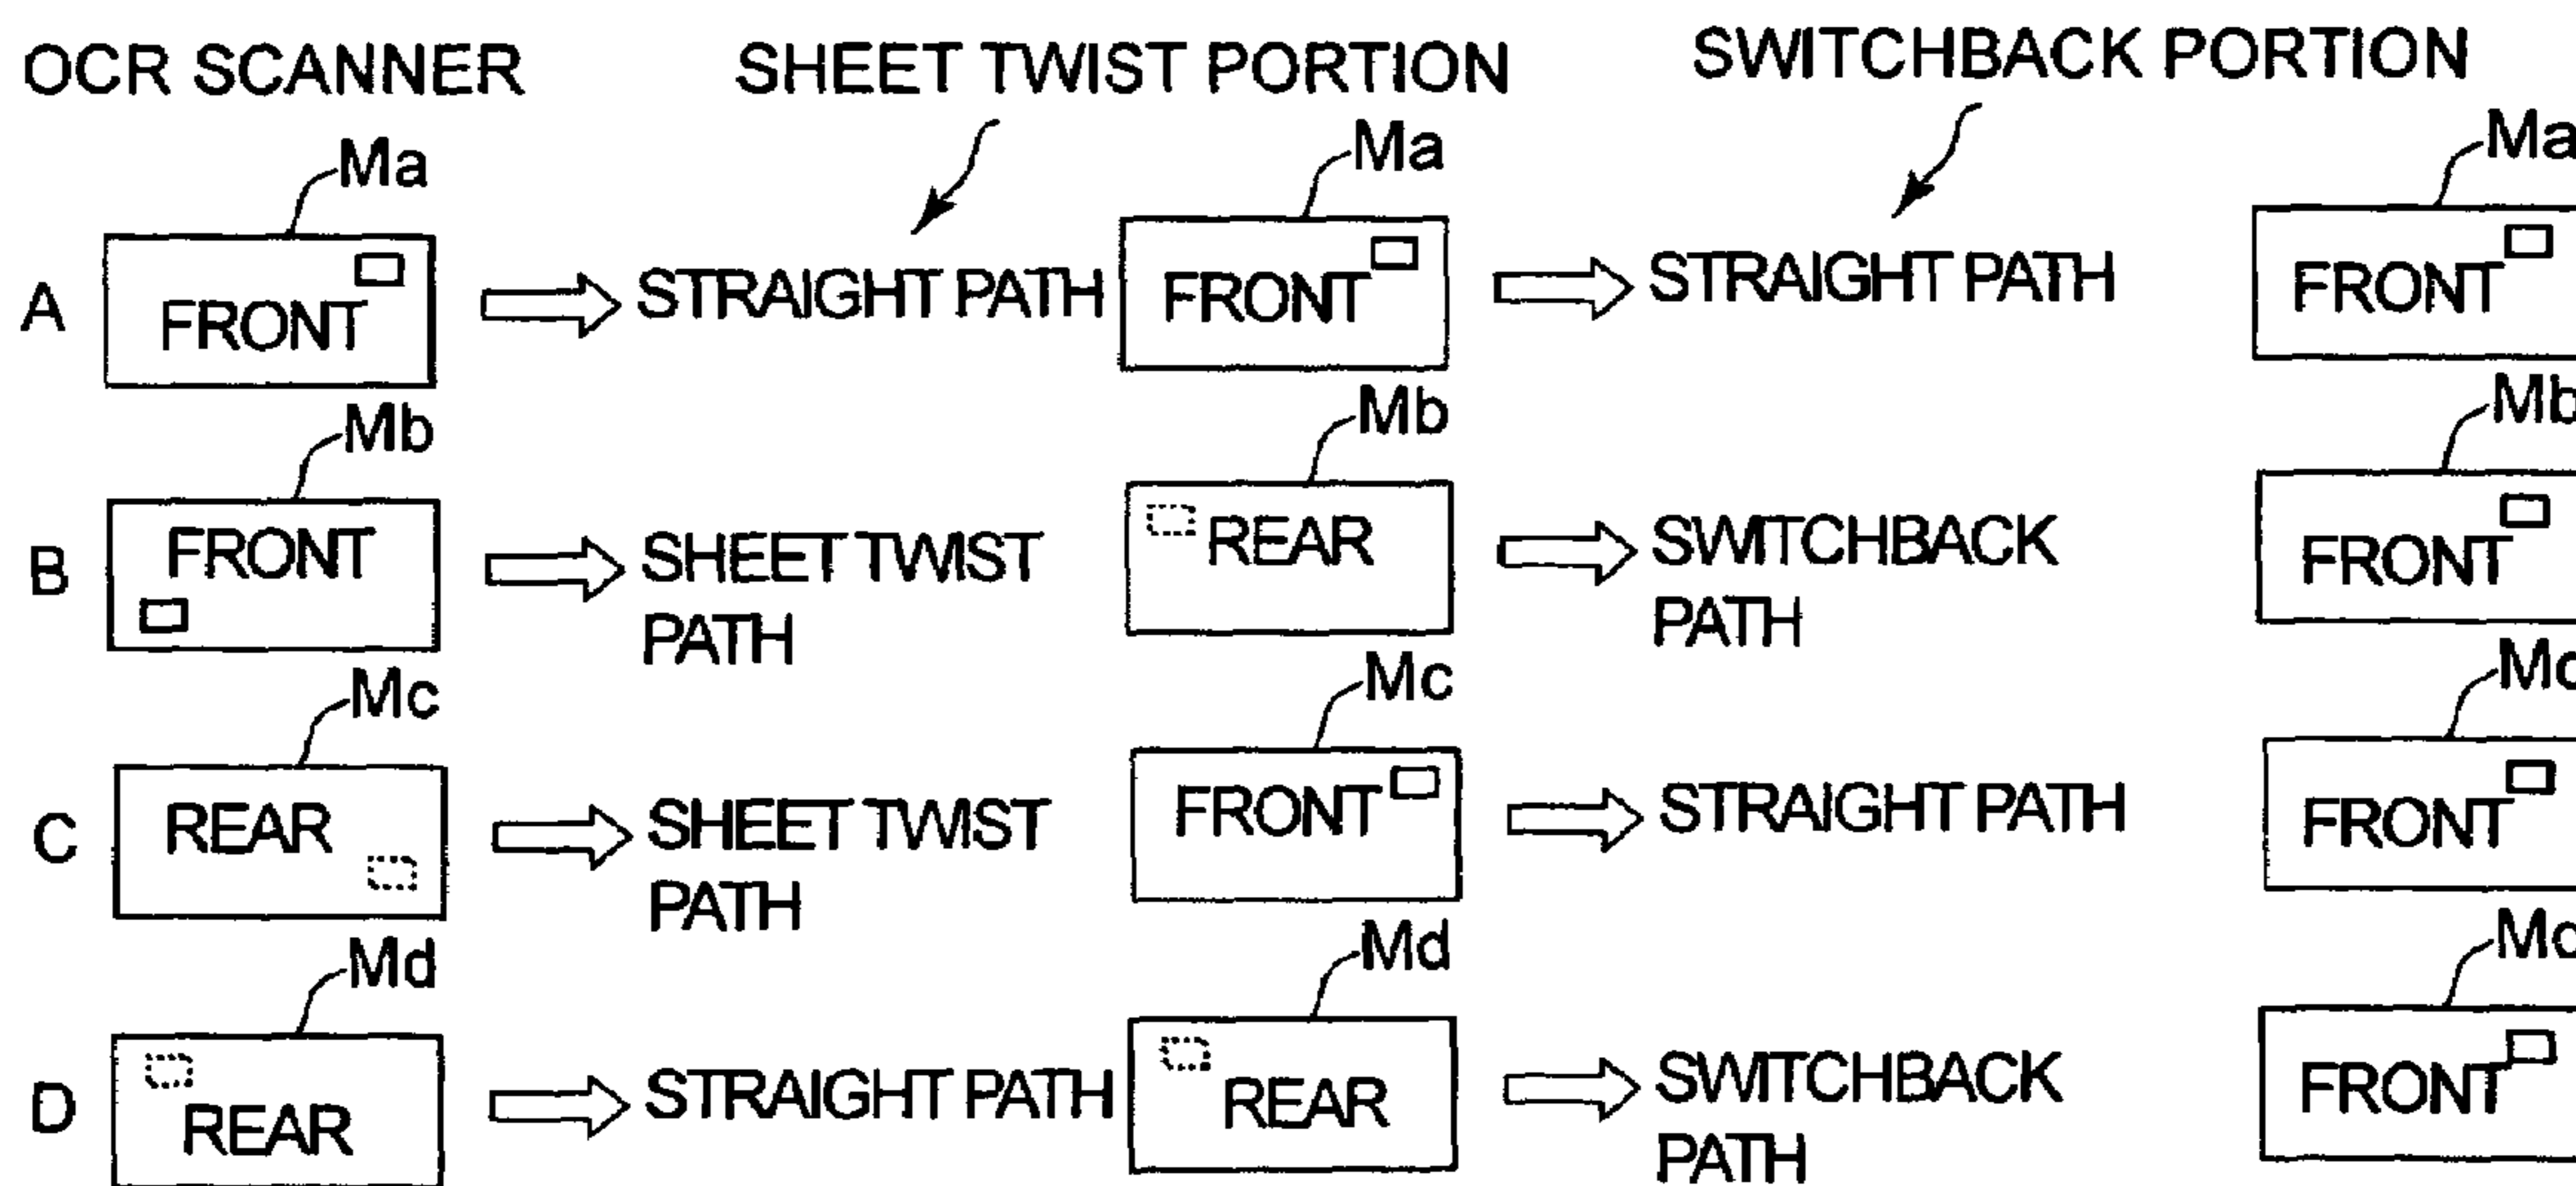 OCR SCANNER SHEET TWIST PORTION SWITCHBACK PORTION
Ma Ma Ma
A FRONT STRAIGHT PATH FRONT STRAIGHT PATH FRONT
Mb Mb Mb
B FRONT SHEET TWIST PATH REAR SWITCHBACK PATH FRONT
Mc Mc Mc
C REAR SHEET TWIST PATH FRONT STRAIGHT PATH FRONT
Md Md
D REAR STRAIGHT PATH REAR SWITCHBACK PATH FRONT